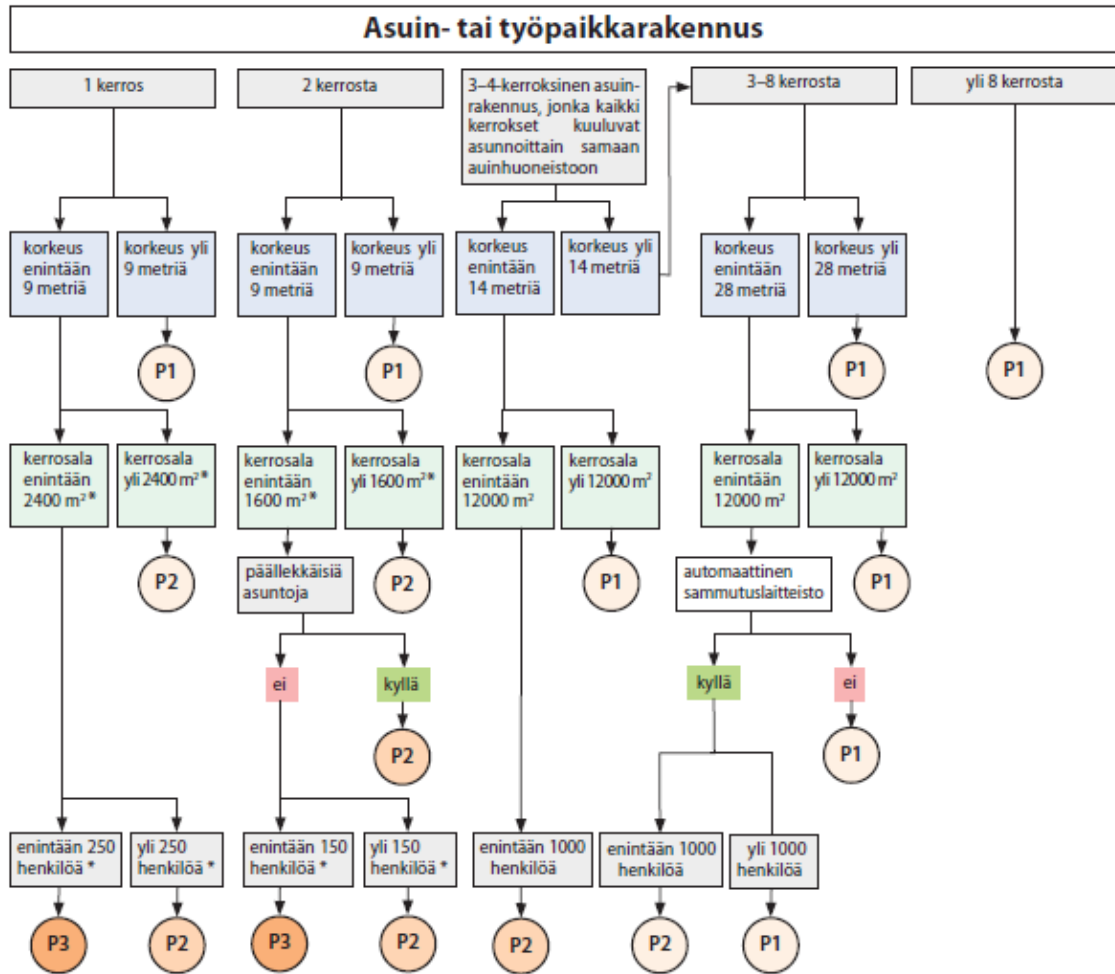 Asuin- tai työpaikkarakennus
1 kerros
2 kerrosta
3–4-kerroksinen asuin-
rakennus, jonka kaikki
kerrokset kuuluvat
asunnoittain samaan
auinhuoneistoon
3–8 kerrosta
yli 8 kerrosta
korkeus
enintään
9 metriä
korkeus yli
9 metriä
korkeus
enintään
9 metriä
korkeus yli
9 metriä
korkeus
enintään
14 metriä
korkeus yli
14 metriä
korkeus
enintään
28 metriä
korkeus yli
28 metriä
P1
P1
P1
P1
kerrosala
enintään
2400 m²*
kerrosala
yli 2400 m²*
kerrosala
enintään
1600 m²*
kerrosala
yli 1600 m²*
kerrosala
enintään
12000 m²
kerrosala
yli 12000 m²
kerrosala
enintään
12000 m²
kerrosala
yli 12000 m²
P2
päällekkäisiä
asuntoja
P2
P1
automaattinen
sammutuslaitteisto
P1
ei
kyllä
kyllä
ei
P2
P1
enintään 250
henkilöä *
yli 250
henkilöä *
enintään 150
henkilöä *
yli 150
henkilöä *
enintään 1000
henkilöä
enintään 1000
henkilöä
yli 1000
henkilöä
P3
P2
P3
P2
P2
P2
P1